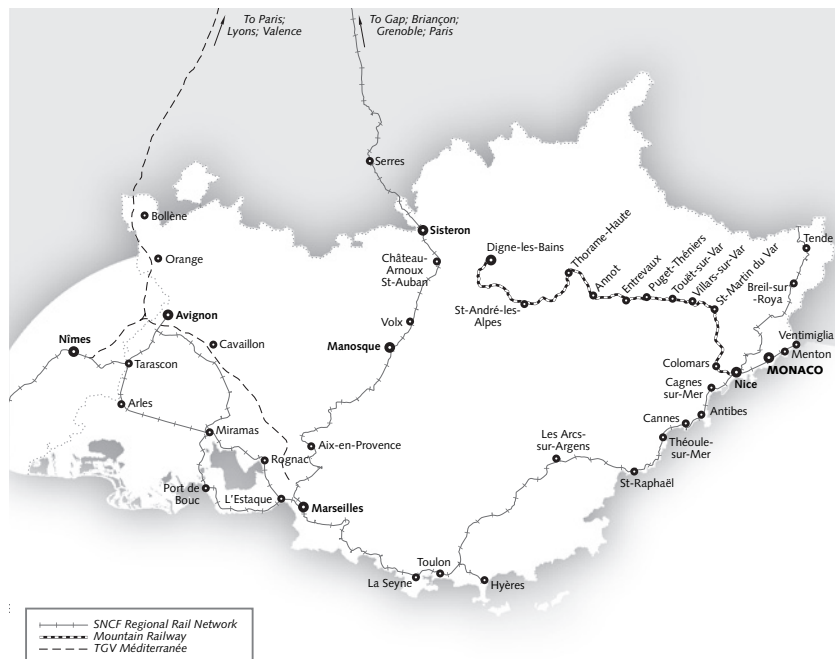 To Paris;
Lyons; Valence
To Gap; Briançon;
Grenoble; Paris
Serres
Bollène
Sisteron
Orange
Digne-les-Bains
Château-
Arnoux
St-Auban
Thorame-Haute
Annot
Entrevaux
Puget-Théniers
Touët-sur-Var
Villars-sur-Var
St-Martin du Var
Tende
Breil-sur
-Roya
St-André-les-
Alpes
Avignon
Volx
Nîmes
Cavaillon
Manosque
Ventimiglia
Menton
MONACO
Tarascon
Colomars
Nice
Cagnes
sur-Mer
Arles
Antibes
Cannes
Miramas
Aix-en-Provence
Les Arcs-
sur-Argens
Théoule-
sur-Mer
Rognac
St-Raphaël
Port de
Bouc
L'Estaque
Marseilles
Toulon
La Seyne
Hyères
SNCF Regional Rail Network
Mountain Railway
TGV Méditerranée